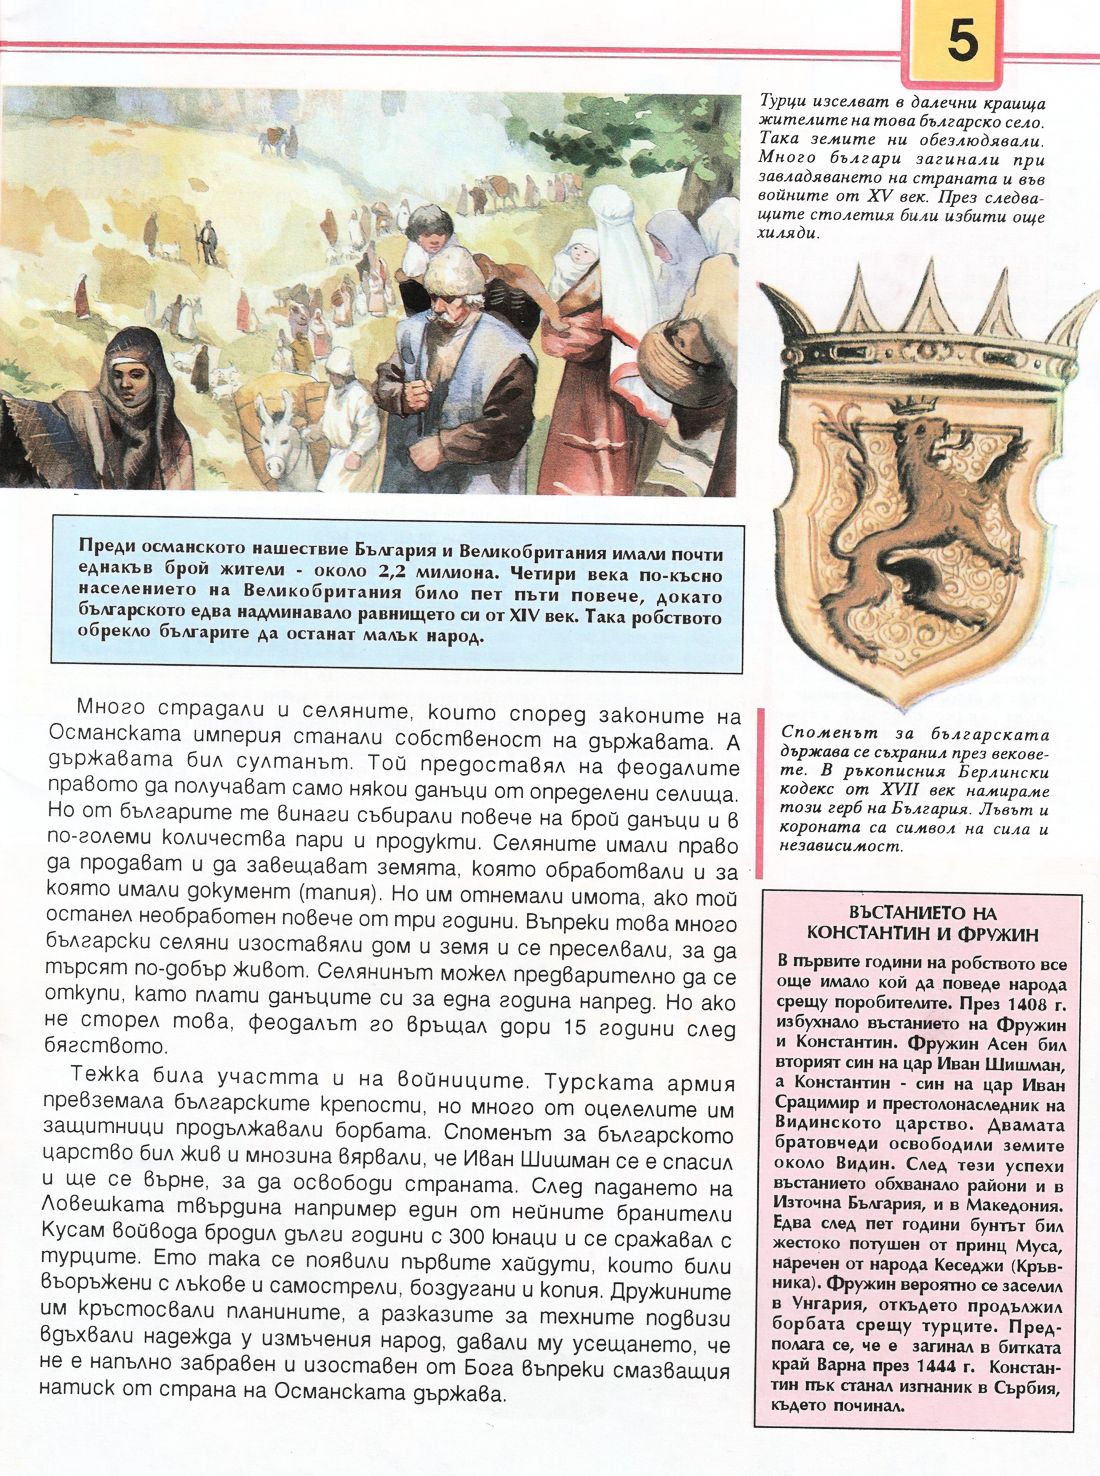 5
Турци изселват в далечни краища
жителите на това българско село.
Така земите ни обезлюдявали.
Много българи загинали при
завладяването на страната и във
войните от XV век. През следва-
щите столетия били избити още
хиляди.
Преди османското нашествие България и Великобритания имали почти
еднакъв брой жители - около 2,2 милиона. Четири века по-късно
населението на Великобритания било пет пъти повече, докато
българското едва надминавало равнището си от XIV век. Така робството
обрекло българите да останат малък народ.
Много страдали и селяните, които според законите на
Османската империя станали собственост на държавата. А
държавата бил султанът. Той предоставял на феодалите
правото да получават само някои данъци от определени селища.
Но от българите те винаги събирали повече на брой данъци и в
по-големи количества пари и продукти. Селяните имали право
да продават и да завещават земята, която обработвали и за
която имали документ (тапия). Но им отнемали имота, ако той
останел необработен повече от три години. Въпреки това много
български селяни изоставяли дом и земя и се преселвали, за да
търсят по-добър живот. Селянинът можел предварително да се
откупи, като плати данъците си за една година напред. Но ако
не сторел това, феодалът го връщал дори 15 години след
бягството.
Тежка била участта и на войниците. Турската армия
превземала българските крепости, но много от оцелелите им
защитници продължавали борбата. Споменът за българското
царство бил жив и мнозина вярвали, че Иван Шишман се е спасил
и ще се върне, за да освободи страната. След падането на
Ловешката твърдина например един от нейните бранители
Кусам войвода бродил дълги години с 300 юнаци и се сражавал с
турците. Ето така се появили първите хайдути, които били
въоръжени с лъкове и самострели, боздугани и копия. Дружините
им кръстосвали планините, а разказите за техните подвизи
вдъхвали надежда у измъчения народ, давали му усещането, че
не е напълно забравен и изоставен от Бога въпреки смазващия
натиск от страна на Османската държава.
Споменът за българската
държава се съхранил през векове-
те. В ръкописния Берлински
кодекс от XVII век намираме
този герб на България. Лъвът и
короната са символ на сила и
независимост.
ВЪСТАНИЕТО НА
КОНСТАНТИН И ФРУЖИН
В първите години на робството все
още имало кой да поведе народа
срещу поробителите. През 1408 г.
избухнало въстанието на Фружин
и Константин. Фружин Асен бил
вторият син на цар Иван Шишман,
а Константин - син на цар Иван
Срацимир и престолонаследник на
Видинското царство. Двамата
братовчеди освободили земите
около Видин. След тези успехи
въстанието обхванало райони и в
Източна България, и в Македония.
Едва след пет години бунтът бил
жестоко потушен от принц Муса,
наречен от народа Кеседжи (Кръв-
ника). Фружин вероятно се заселил
в Унгария, откъдето продължил
борбата срещу турците. Пред-
полага се, че е загинал в битката
край Варна през 1444 г. Констан-
тин пък станал изгнаник в Сърбия,
където починал.